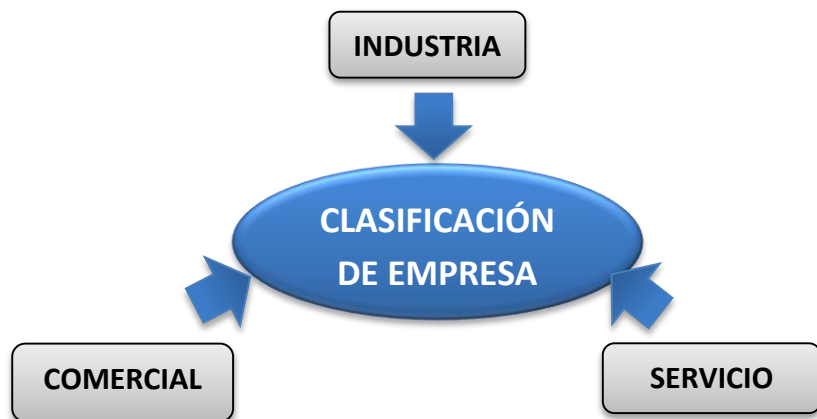 INDUSTRIA
CLASIFICACIÓN
DE EMPRESA
COMERCIAL
SERVICIO